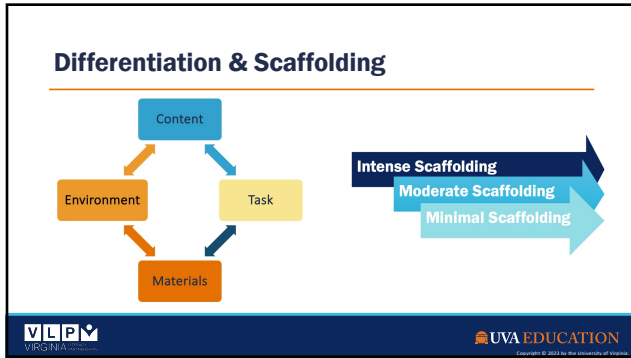 Differentiation & Scaffolding
Content
Environment
Task
Materials
Intense Scaffolding
Moderate Scaffolding
Minimal Scaffolding
VLP
VIRGINIA
UVA EDUCATION
Copyright © 2023 by the University of Virginia